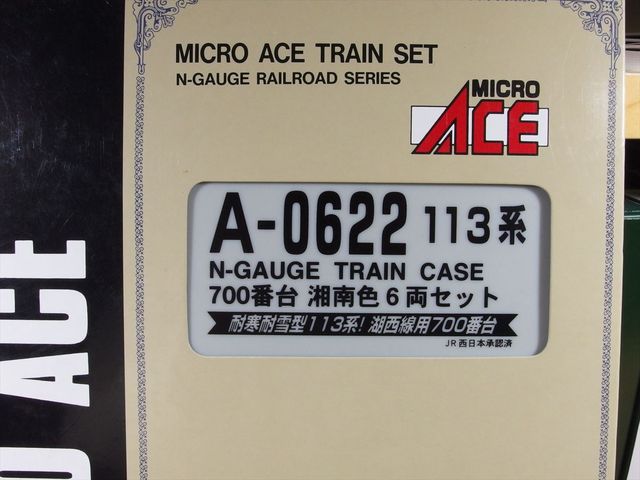 MICRO ACE TRAIN SET
N-GAUGE RAILROAD SERIES
MICRO
ACE
A-0622 113系
N-GAUGE TRAIN CASE
700番台 湘南色6両セット
耐寒耐雪型113系! 湖西線用700番台
JR西日本承認済
O ACE